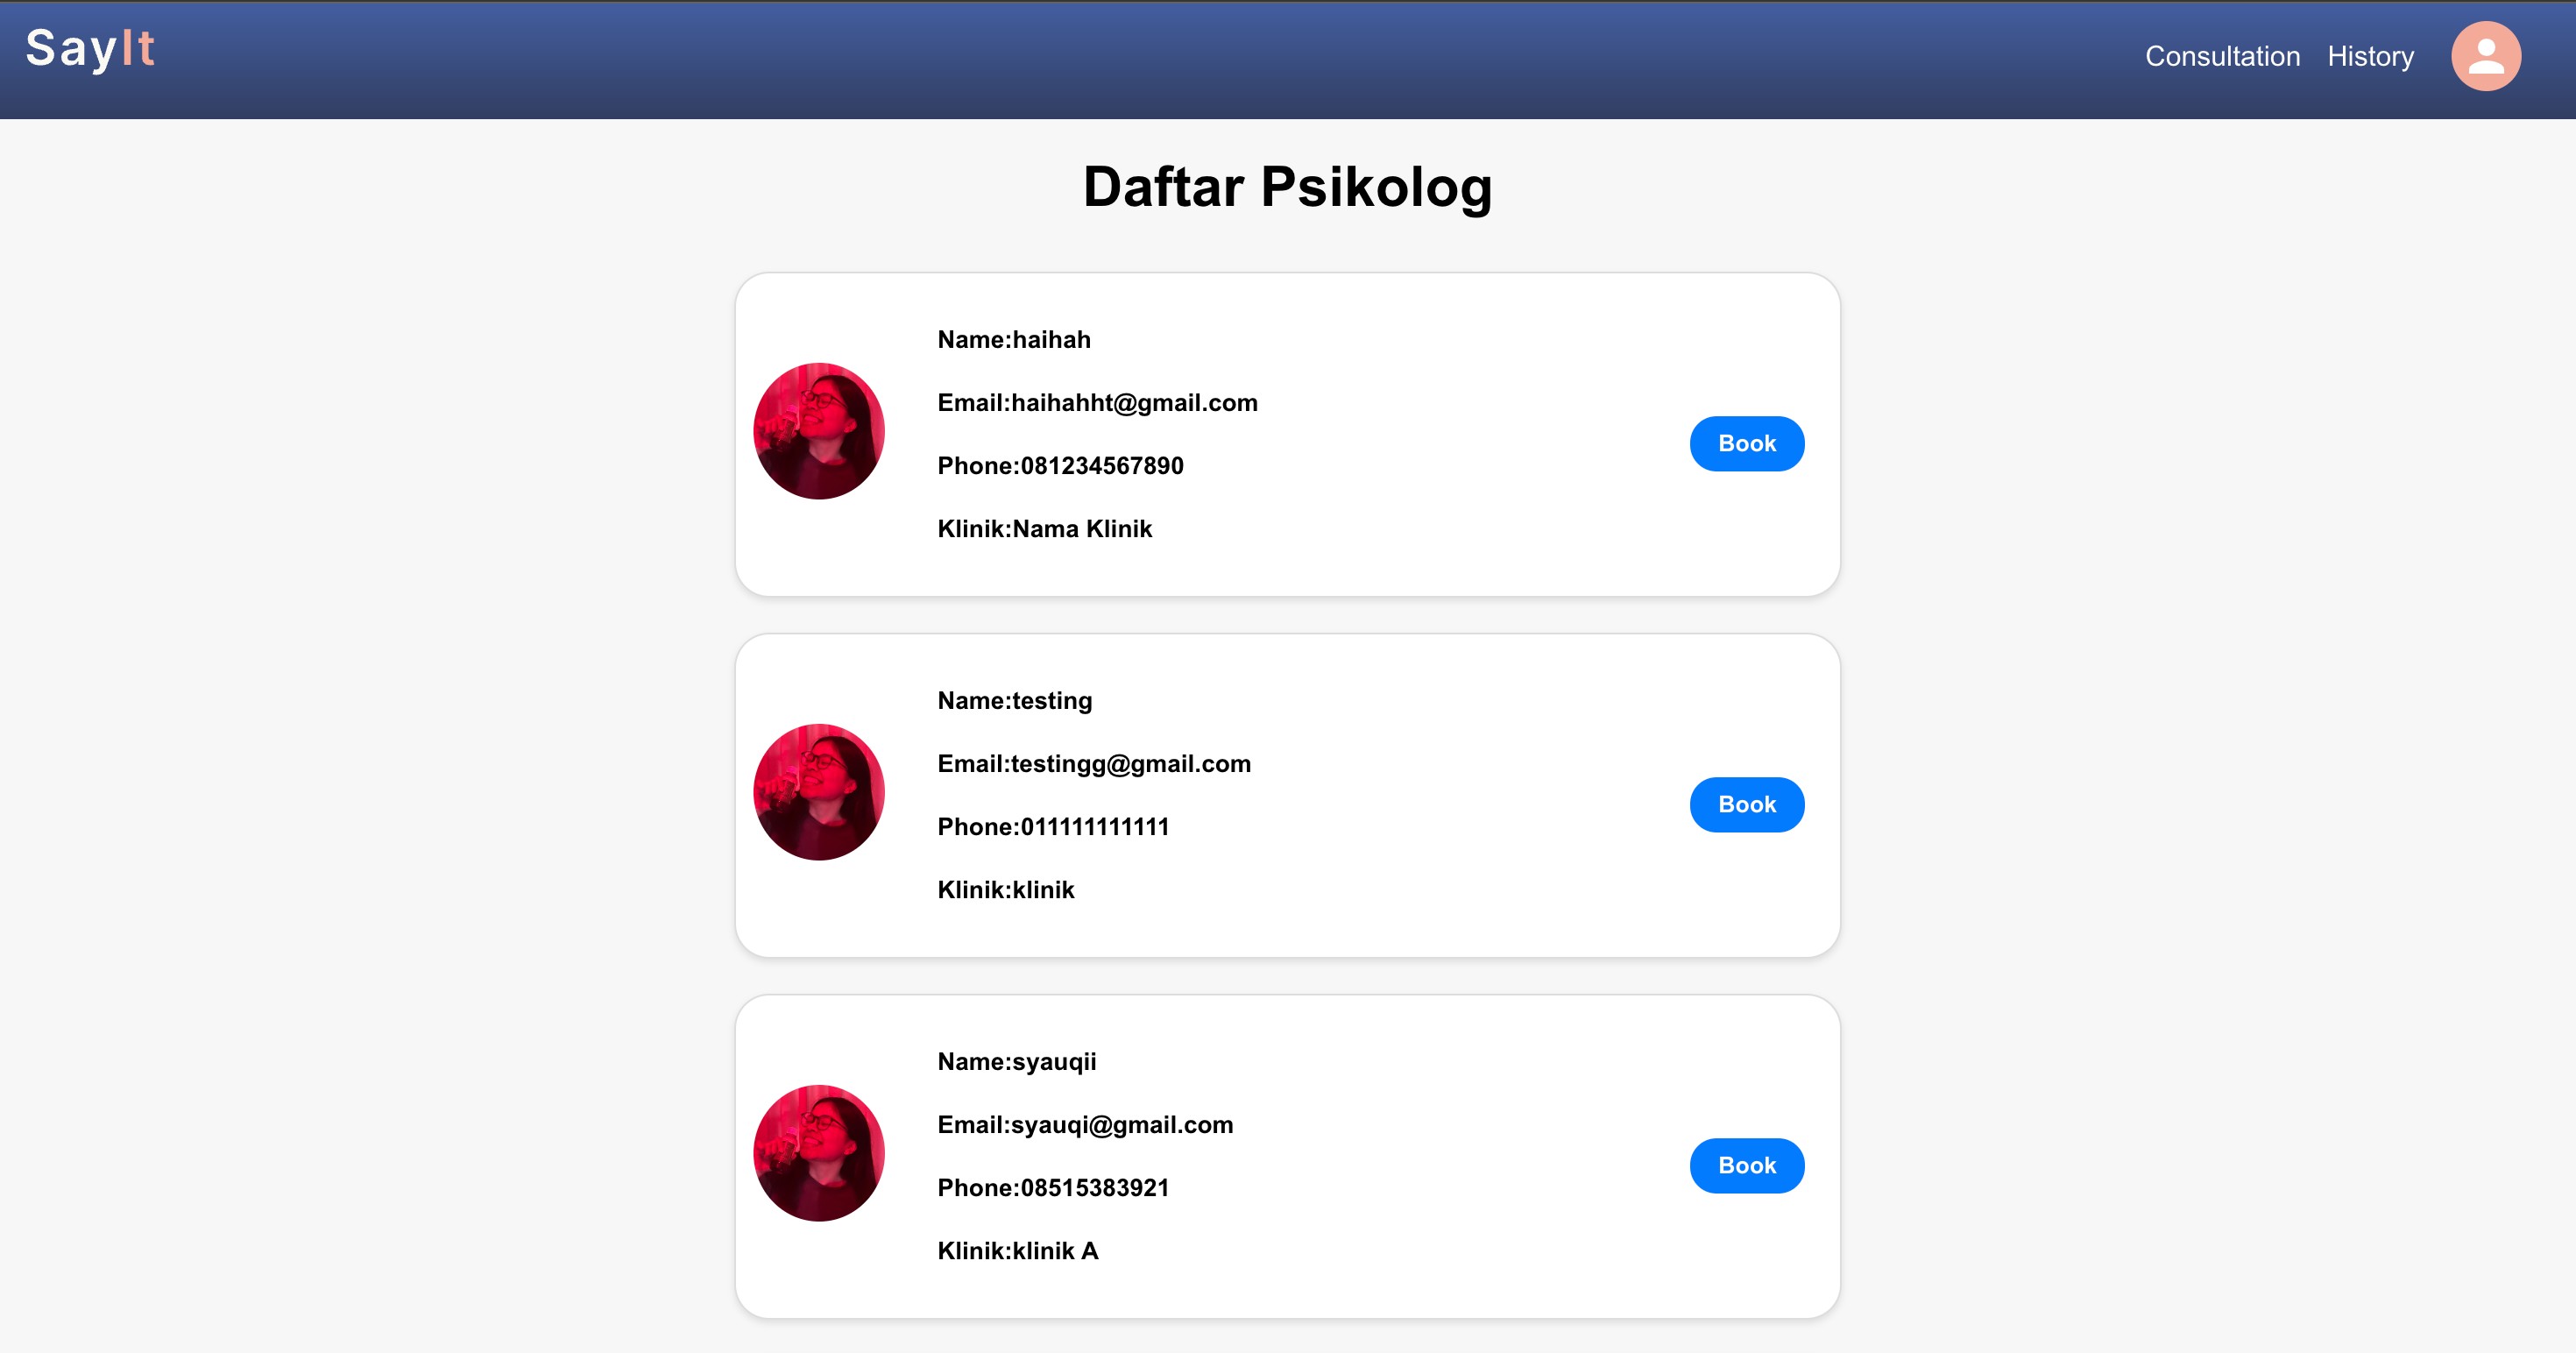 SayIt
Consultation History
Daftar Psikolog
Name:haihah
Email:haihahht@gmail.com
Phone:081234567890
Klinik:Nama Klinik
Book
Name:testing
Email:testingg@gmail.com
Phone:011111111111
Klinik:klinik
Book
Name:syauqii
Email:syauqi@gmail.com
Phone:08515383921
Klinik:klinik A
Book